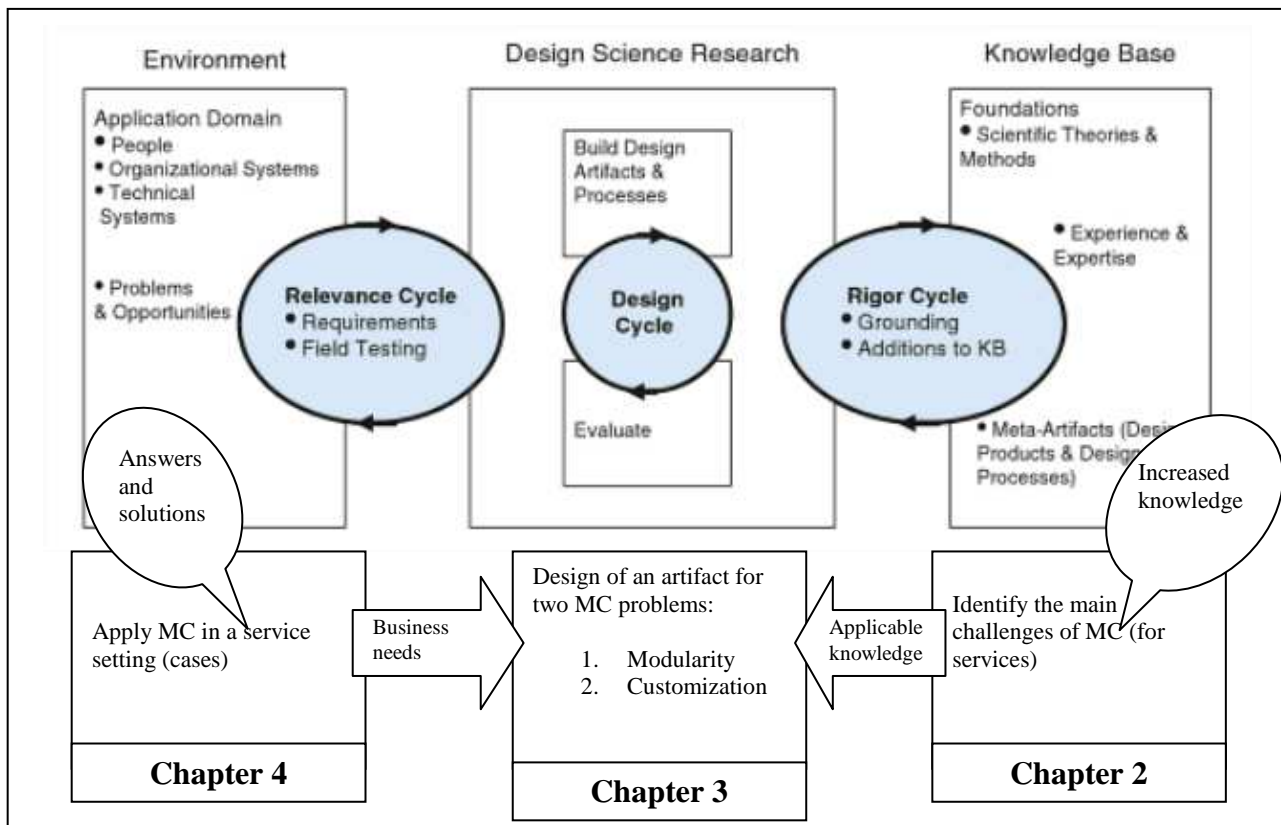 Environment
Design Science Research
Knowledge Base
Application Domain
• People
• Organizational Systems
• Technical
Systems
• Problems
& Opportunities
Relevance Cycle
• Requirements
• Field Testing
Build Design
Artifacts &
Processes
Design
Cycle
Evaluate
Foundations
• Scientific Theories &
Methods
• Experience &
Expertise
Rigor Cycle
• Grounding
• Additions to KB
• Meta-Artifacts (Desi
Products & Design
Processes)
Answers
and
solutions
Increased
knowledge
Apply MC in a service
setting (cases)
Chapter 4
Business
needs
Design of an artifact for
two MC problems:
1. Modularity
2. Customization
Chapter 3
Applicable
knowledge
Identify the main
challenges of MC (for
services)
Chapter 2